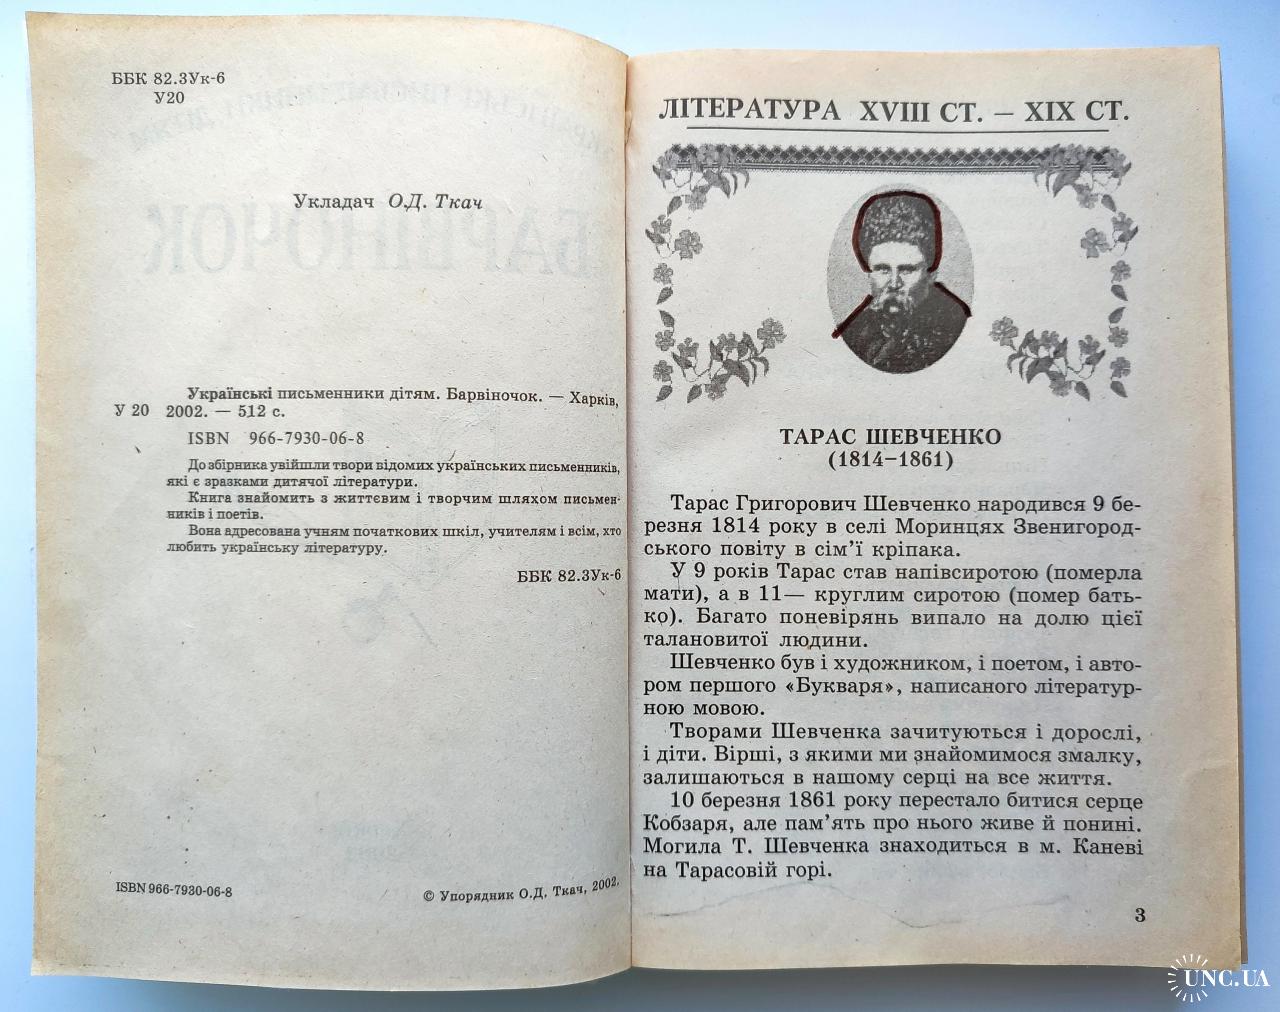 ББК 82.3Ук-6
У20
Укладач О.Д. Ткач
Українські письменники дітям. Барвіночок. — Харків,
У 20 2002. — 512 с.
ISBN 966-7930-06-8
До збірника увійшли твори відомих українських письменників,
які є зразками дитячої літератури.
Книга знайомить з життєвим і творчим шляхом письмен-
ників і поетів.
Вона адресована учням початкових шкіл, учителям і всім, хто
любить українську літературу.
ББК 82.3Ук-6
ISBN 966-7930-06-8
© Упорядник О.Д. Ткач, 2002.
ЛІТЕРАТУРА XVIII СТ. — XIX СТ.
ТАРАС ШЕВЧЕНКО
(1814–1861)
Тарас Григорович Шевченко народився 9 бе-
резня 1814 року в селі Моринцях Звенигород-
ського повіту в сім’ї кріпака.
У 9 років Тарас став напівсиротою (померла
мати), а в 11— круглим сиротою (помер бать-
ко). Багато поневірянь випало на долю цієї
талановитої людини.
Шевченко був і художником, і поетом, і авто-
ром першого «Букваря», написаного літератур-
ною мовою.
Творами Шевченка зачитуються і дорослі,
і діти. Вірші, з якими ми знайомимося змалку,
залишаються в нашому серці на все життя.
10 березня 1861 року перестало битися серце
Кобзаря, але пам’ять про нього живе й понині.
Могила Т. Шевченка знаходиться в м. Каневі
на Тарасовій горі.
3
UNC.UA